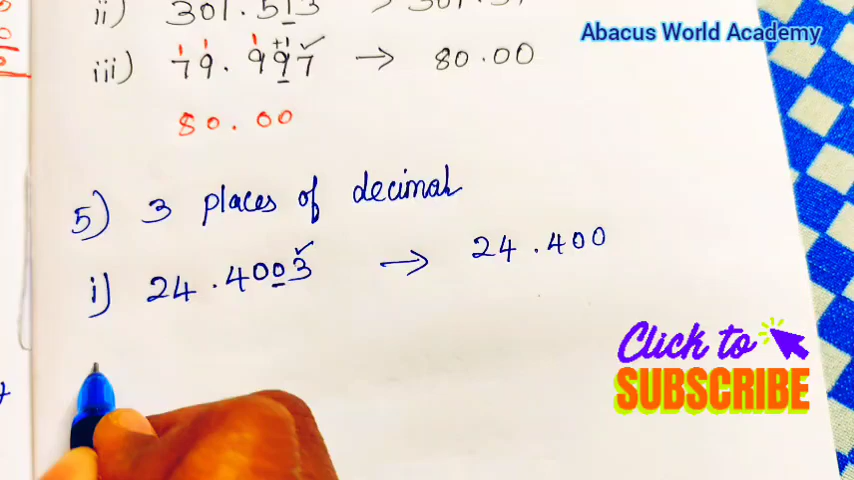 ii) 301.513
Abacus World Academy
iii) 79.997 → 80.00
80.00
5) 3 places of decimal
i) 24.4003 → 24.400
Click to
SUBSCRIBE